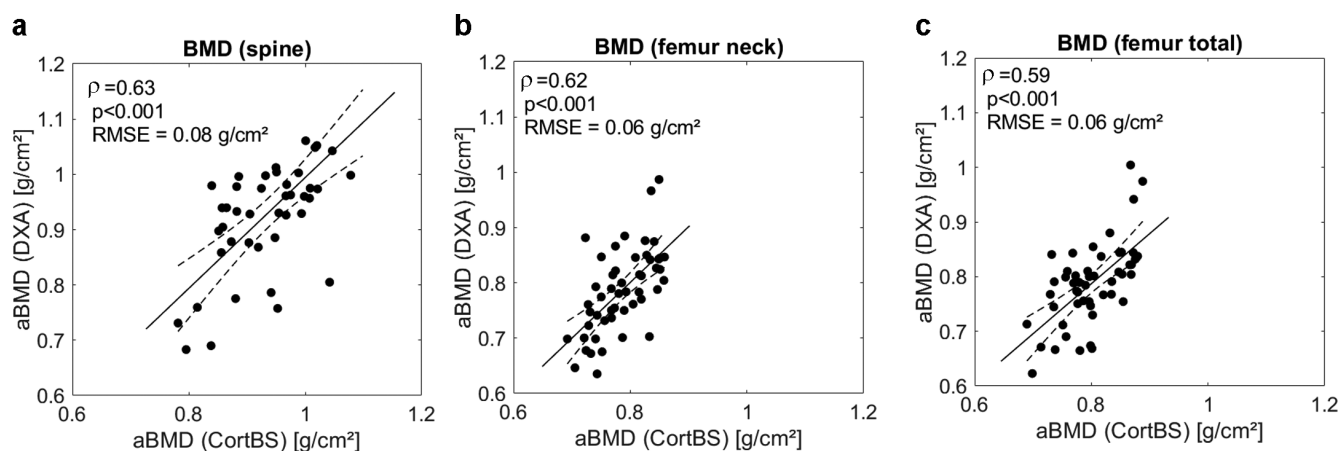 a
BMD (spine)
ρ=0.63
p<0.001
RMSE = 0.08 g/cm²
1.2
1.1
1
0.9
0.8
0.7
0.6
aBMD (DXA) [g/cm²]
0.6
0.8
1
1.2
aBMD (CortBS) [g/cm²]
b
BMD (femur neck)
ρ=0.62
p<0.001
RMSE = 0.06 g/cm²
1.2
1.1
1
0.9
0.8
0.7
0.6
aBMD (DXA) [g/cm²]
0.6
0.8
1
1.2
aBMD (CortBS) [g/cm²]
c
BMD (femur total)
ρ=0.59
p<0.001
RMSE = 0.06 g/cm²
1.2
1.1
1
0.9
0.8
0.7
0.6
aBMD (DXA) [g/cm²]
0.6
0.8
1
1.2
aBMD (CortBS) [g/cm²]